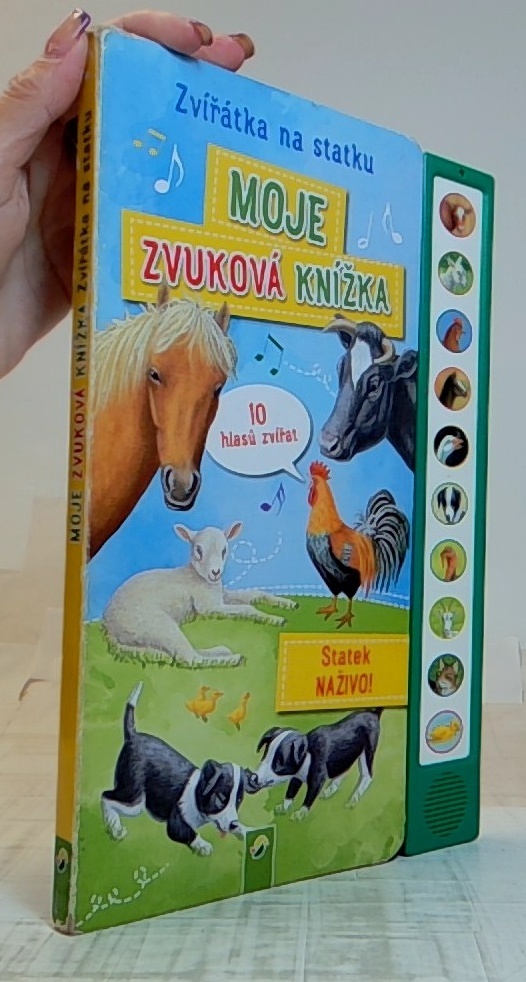 Zvířátka na statku
MOJE
ZVUKOVÁ KNÍŽKA
10
hlasů zvířat
Statek
NAŽIVO!
MOJE ZVUKOVÁ KNÍŽKA Zvířátka na statku